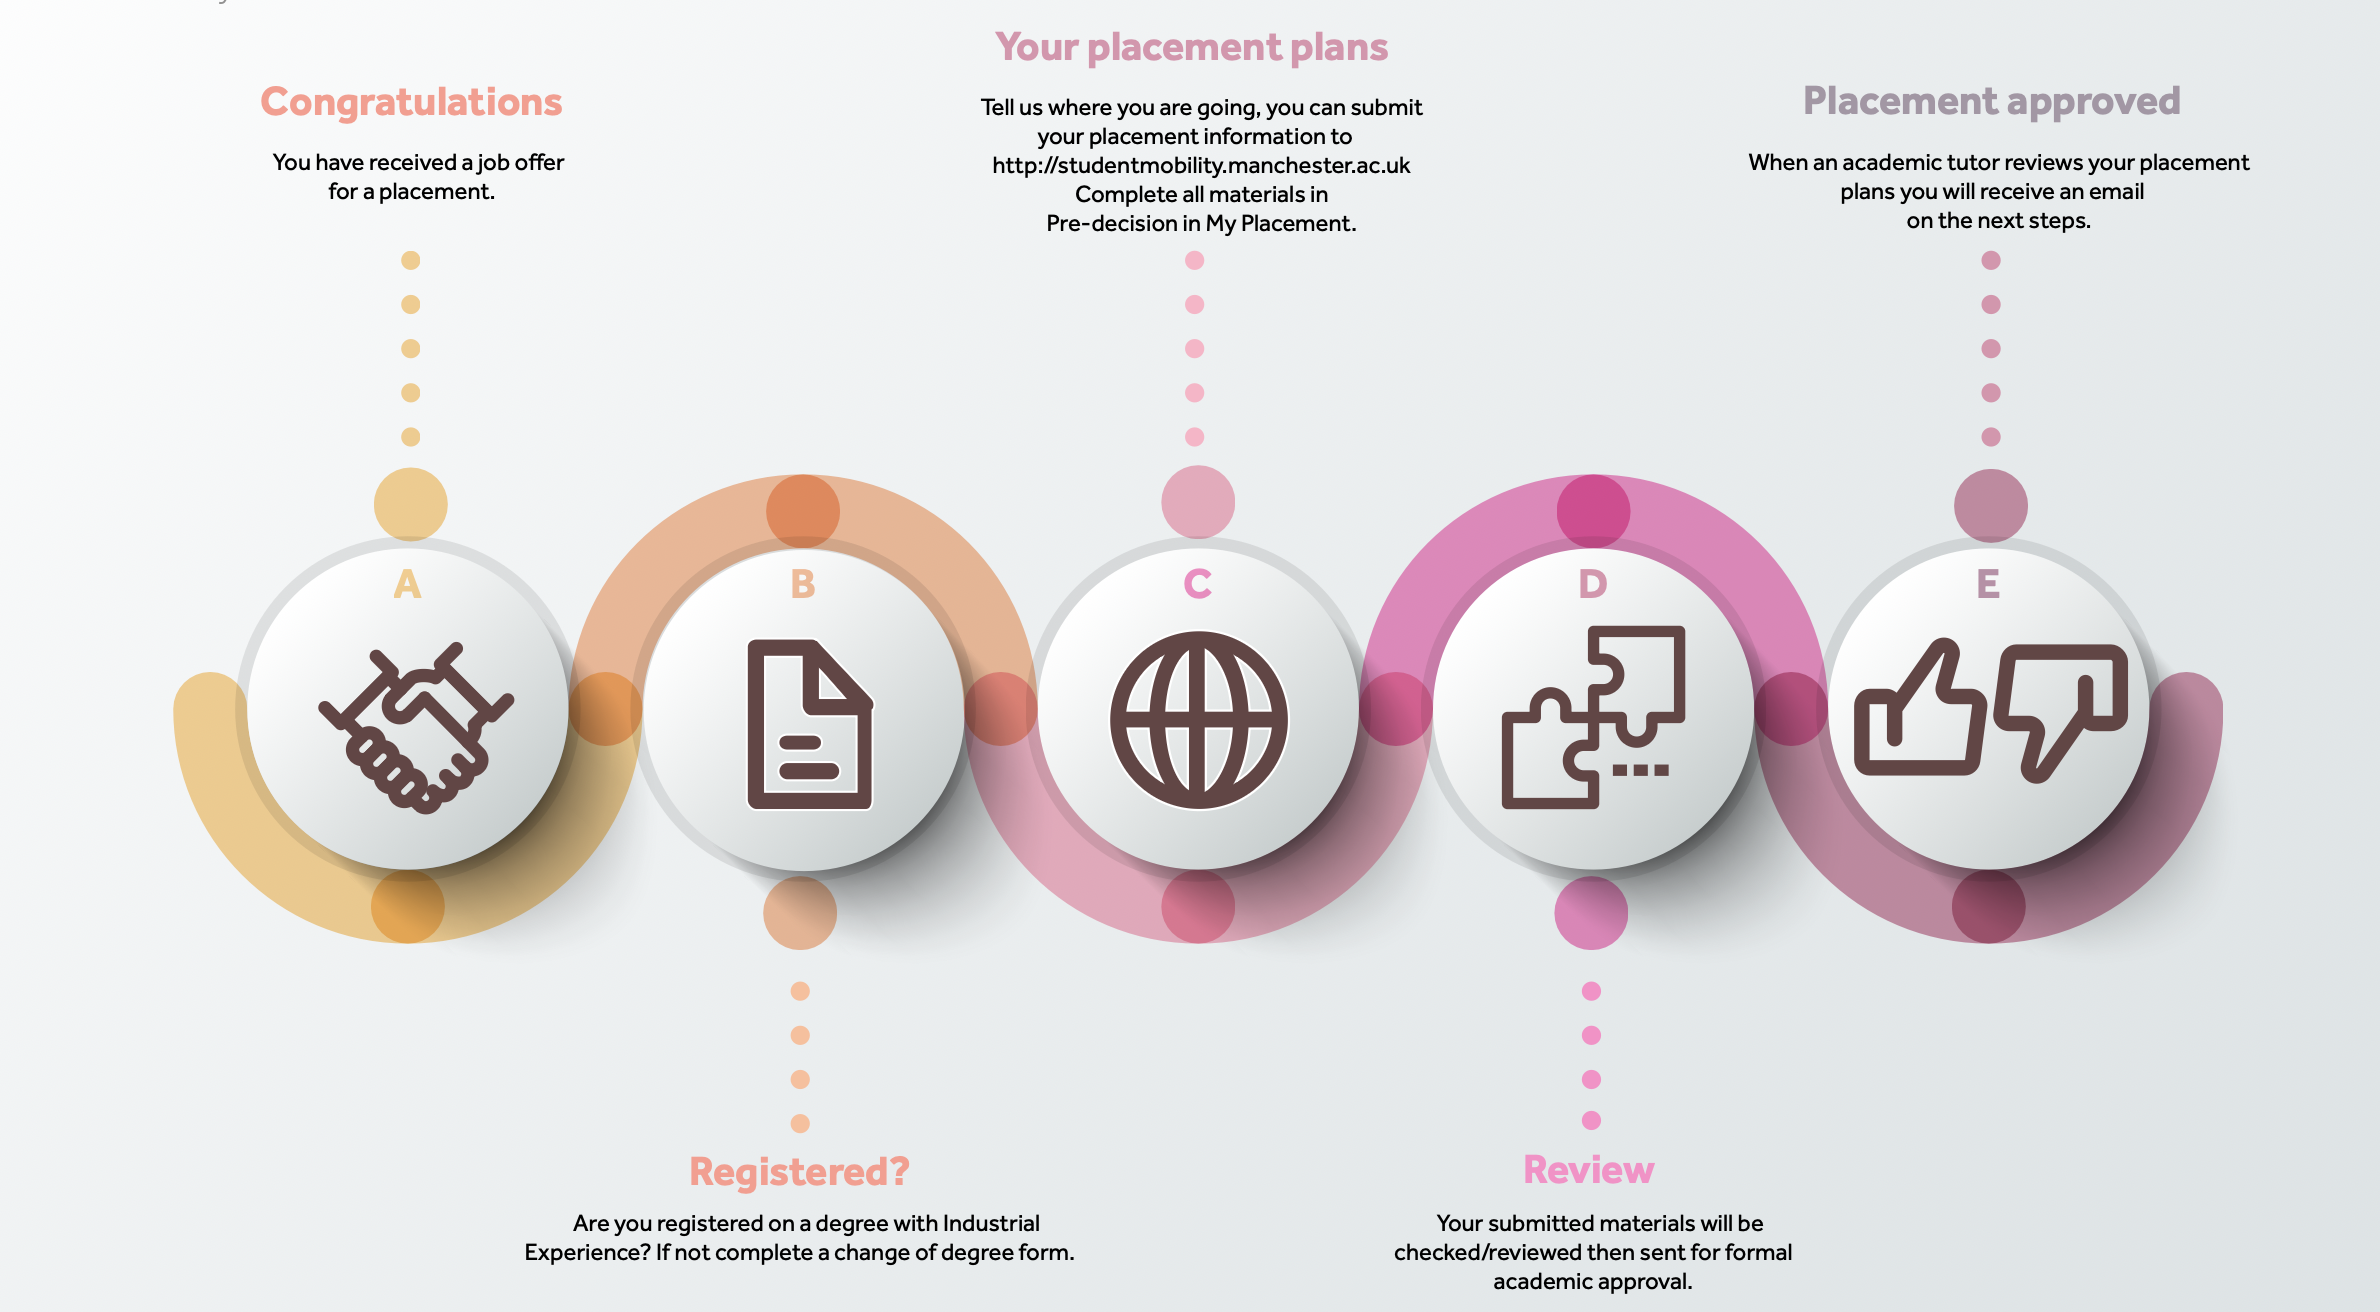 Congratulations
You have received a job offer
for a placement.
Your placement plans
Tell us where you are going, you can submit
your placement information to
http://studentmobility.manchester.ac.uk
Complete all materials in
Pre-decision in My Placement.
Placement approved
When an academic tutor reviews your placement
plans you will receive an email
on the next steps.
A
B
C
D
E
Registered?
Are you registered on a degree with Industrial
Experience? If not complete a change of degree form.
Review
Your submitted materials will be
checked/reviewed then sent for formal
academic approval.